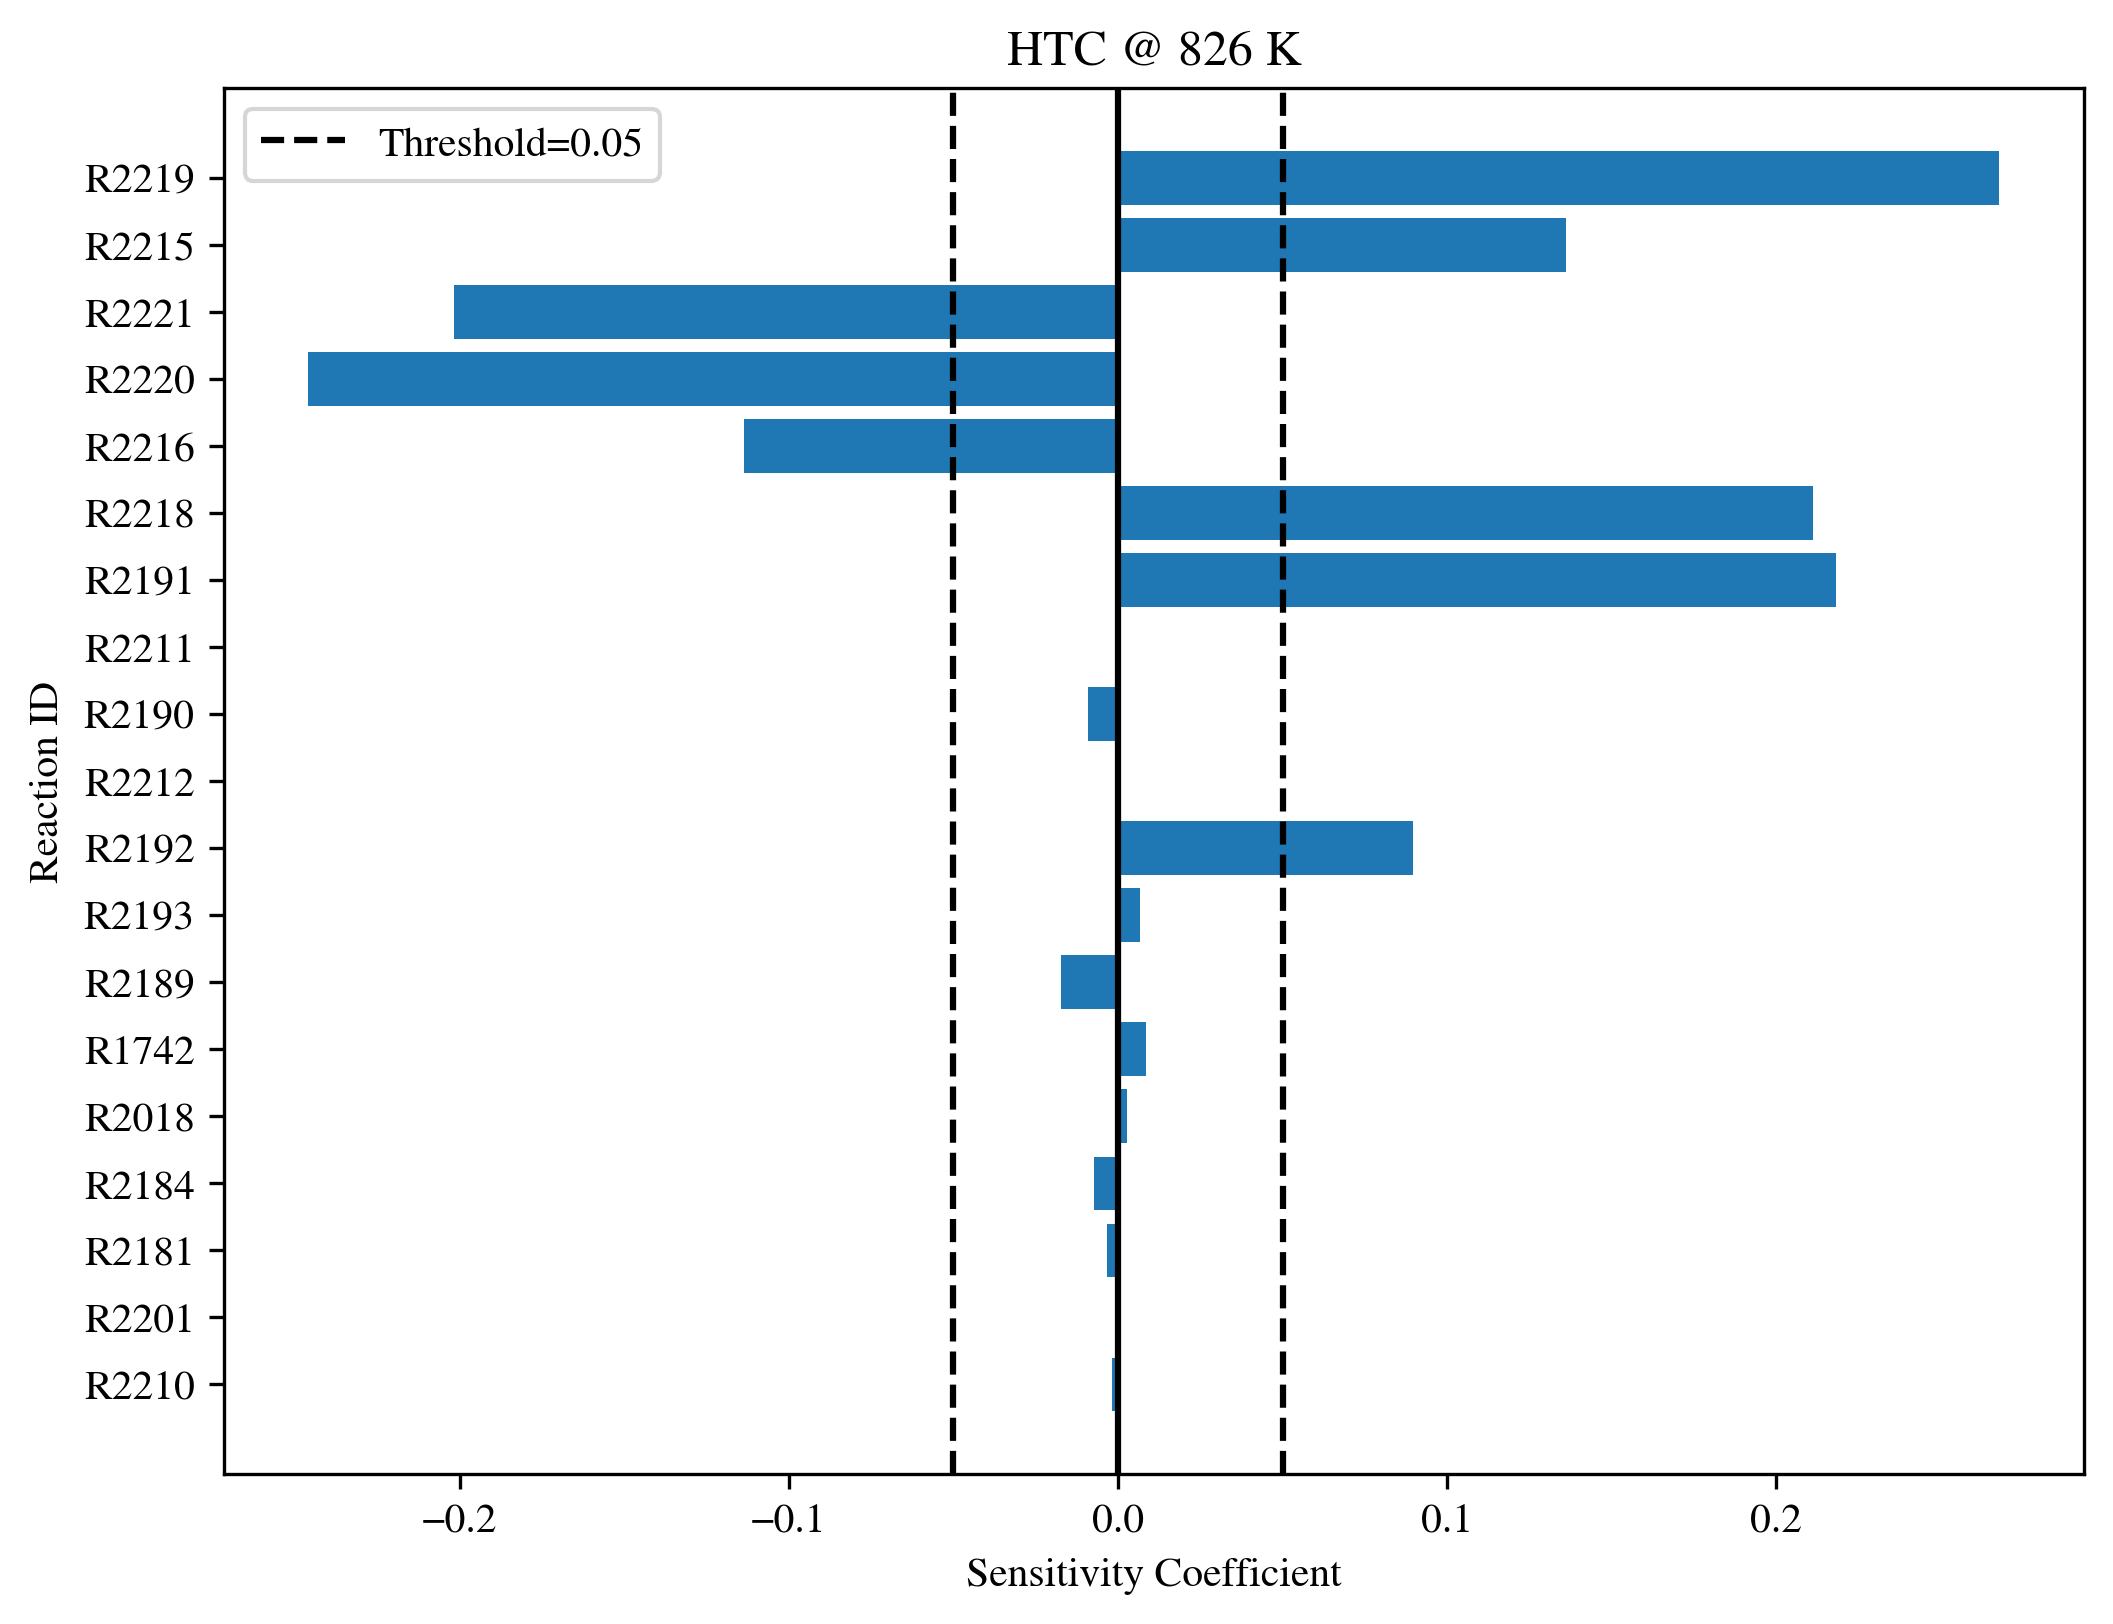 HTC @ 826 K
Threshold=0.05
R2219
R2215
R2221
R2220
R2216
R2218
R2191
R2211
R2190
R2212
R2192
R2193
R2189
R1742
R2018
R2184
R2181
R2201
R2210
Reaction ID
−0.2 −0.1 0.0 0.1 0.2
Sensitivity Coefficient